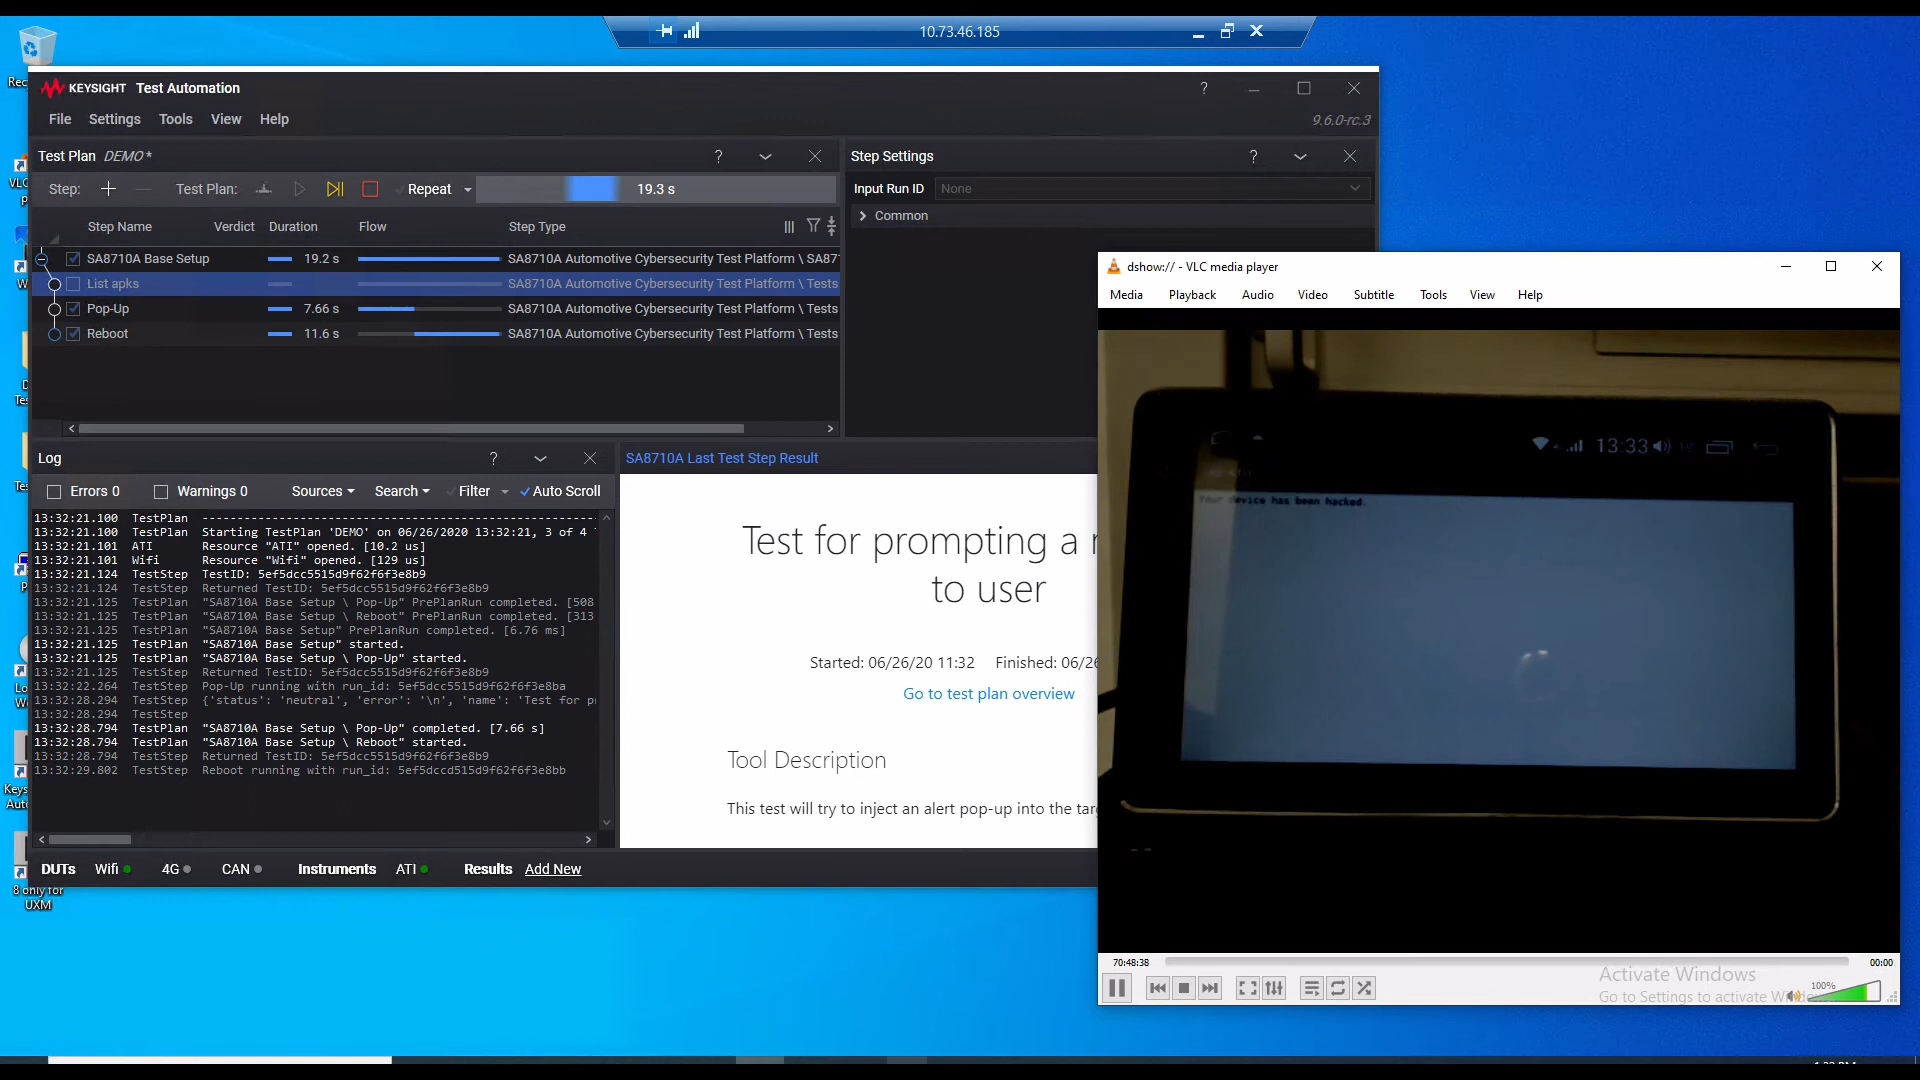 10.73.46.185
KEYSIGHT Test Automation
File Settings Tools View Help
9.6.0-rc.3
Test Plan DEMO *
Step: Test Plan: Repeat 19.3 s
Step Name Verdict Duration Flow Step Type
SA8710A Base Setup 19.2 s SA8710A Automotive Cybersecurity Test Platform \ SA87
List apks SA8710A Automotive Cybersecurity Test Platform \ Tests
Pop-Up 7.66 s SA8710A Automotive Cybersecurity Test Platform \ Tests
Reboot 11.6 s SA8710A Automotive Cybersecurity Test Platform \ Tests
Step Settings
Input Run ID None
Common
Log
Errors 0 Warnings 0 Sources Search Filter Auto Scroll
13:32:21.100 TestPlan -----------------------------------------------------
13:32:21.100 TestPlan Starting TestPlan 'DEMO' on 06/26/2020 13:32:21, 3 of 4
13:32:21.101 ATI Resource "ATI" opened. [10.2 us]
13:32:21.101 Wifi Resource "Wifi" opened. [129 us]
13:32:21.124 TestStep TestID: 5ef5dcc5515d9f62f6f3e8b9
13:32:21.124 TestStep Returned TestID: 5ef5dcc5515d9f62f6f3e8b9
13:32:21.125 TestPlan "SA8710A Base Setup \ Pop-Up" PrePlanRun completed. [508
13:32:21.125 TestPlan "SA8710A Base Setup \ Reboot" PrePlanRun completed. [313
13:32:21.125 TestPlan "SA8710A Base Setup" PrePlanRun completed. [6.76 ms]
13:32:21.125 TestPlan "SA8710A Base Setup" started.
13:32:21.125 TestPlan "SA8710A Base Setup \ Pop-Up" started.
13:32:21.125 TestStep Returned TestID: 5ef5dcc5515d9f62f6f3e8b9
13:32:22.264 TestStep Pop-Up running with run_id: 5ef5dcc5515d9f62f6f3e8ba
13:32:28.294 TestStep {'status': 'neutral', 'error': '\n', 'name': 'Test for pr
13:32:28.294 TestStep
13:32:28.794 TestPlan "SA8710A Base Setup \ Pop-Up" completed. [7.66 s]
13:32:28.794 TestPlan "SA8710A Base Setup \ Reboot" started.
13:32:28.794 TestStep Returned TestID: 5ef5dcc5515d9f62f6f3e8b9
13:32:29.802 TestStep Reboot running with run_id: 5ef5dccd515d9f62f6f3e8bb
SA8710A Last Test Step Result
Test for prompting a
to user
Started: 06/26/20 11:32 Finished: 06/26
Go to test plan overview
Tool Description
This test will try to inject an alert pop-up into the tar
DUTs Wifi 4G CAN Instruments ATI Results Add New
dshow:// - VLC media player
Media Playback Audio Video Subtitle Tools View Help
13:33
Your device has been hacked.
70:48:38 00:00
Activate Windows
Go to Settings to activate
100%
8 only for
UXM